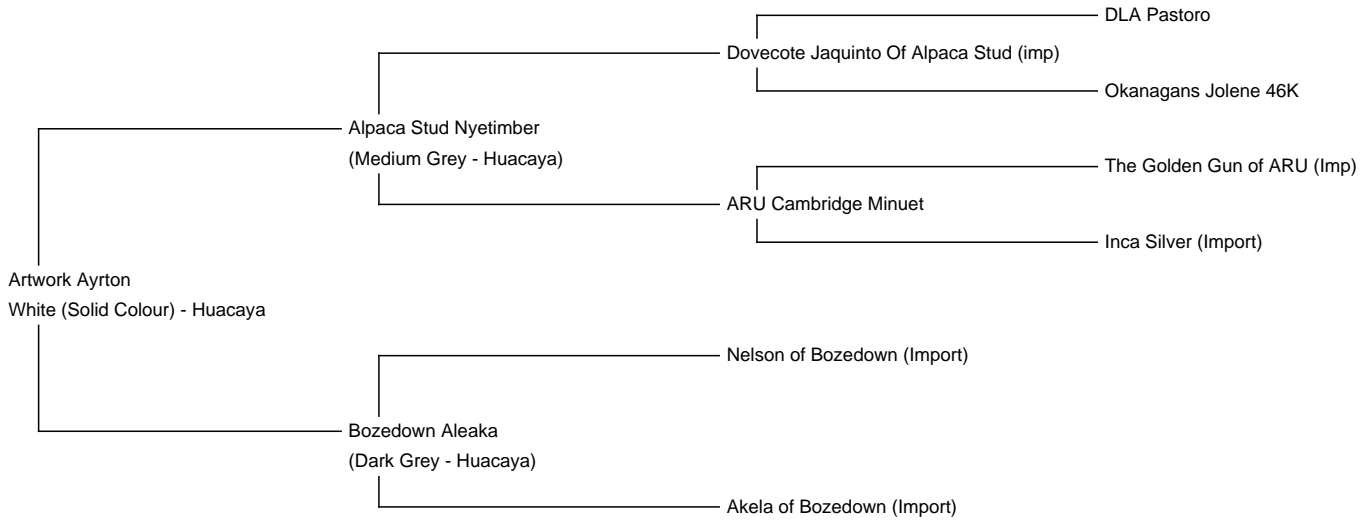 DLA Pastoro
Dovecote Jaquinto Of Alpaca Stud (imp)
Okanagans Jolene 46K
Alpaca Stud Nyetimber
(Medium Grey - Huacaya)
The Golden Gun of ARU (Imp)
ARU Cambridge Minuet
Inca Silver (Import)
Artwork Ayrton
White (Solid Colour) - Huacaya
Nelson of Bozedown (Import)
Bozedown Aleaka
(Dark Grey - Huacaya)
Akela of Bozedown (Import)